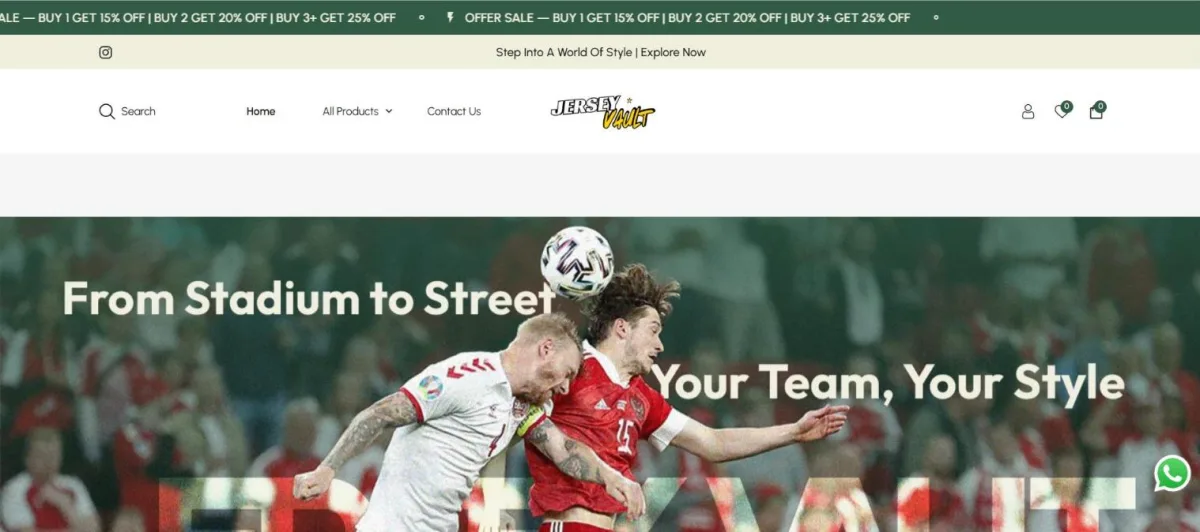 ALE — BUY 1 GET 15% OFF | BUY 2 GET 20% OFF | BUY 3+ GET 25% OFF
OFFER SALE — BUY 1 GET 15% OFF | BUY 2 GET 20% OFF | BUY 3+ GET 25% OFF
Step Into A World Of Style | Explore Now
Search
Home
All Products
Contact Us
JERSEY
VAULT
0
0
From Stadium to Street
Your Team, Your Style
4
15